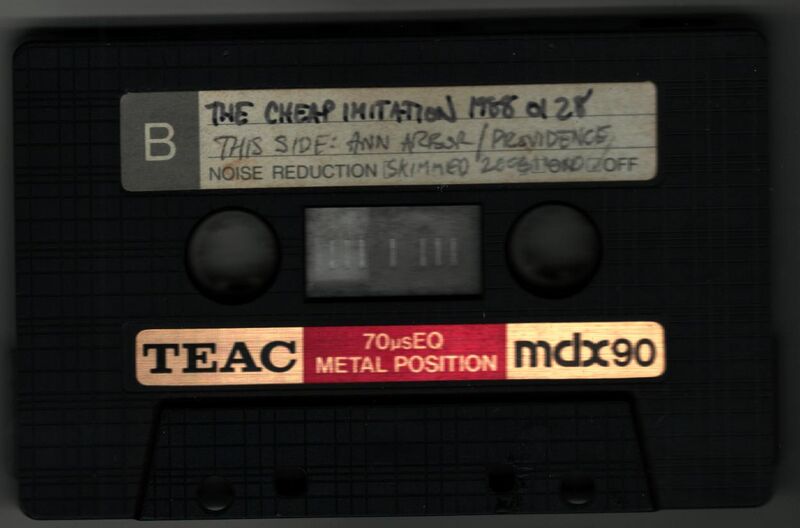 B
THE CHEAP IMITATION 1988 01 28
THIS SIDE: ANN ARBOR / PROVIDENCE
NOISE REDUCTION (SKIMMED OFF
TEAC
70μsEQ
METAL POSITION
mdx90